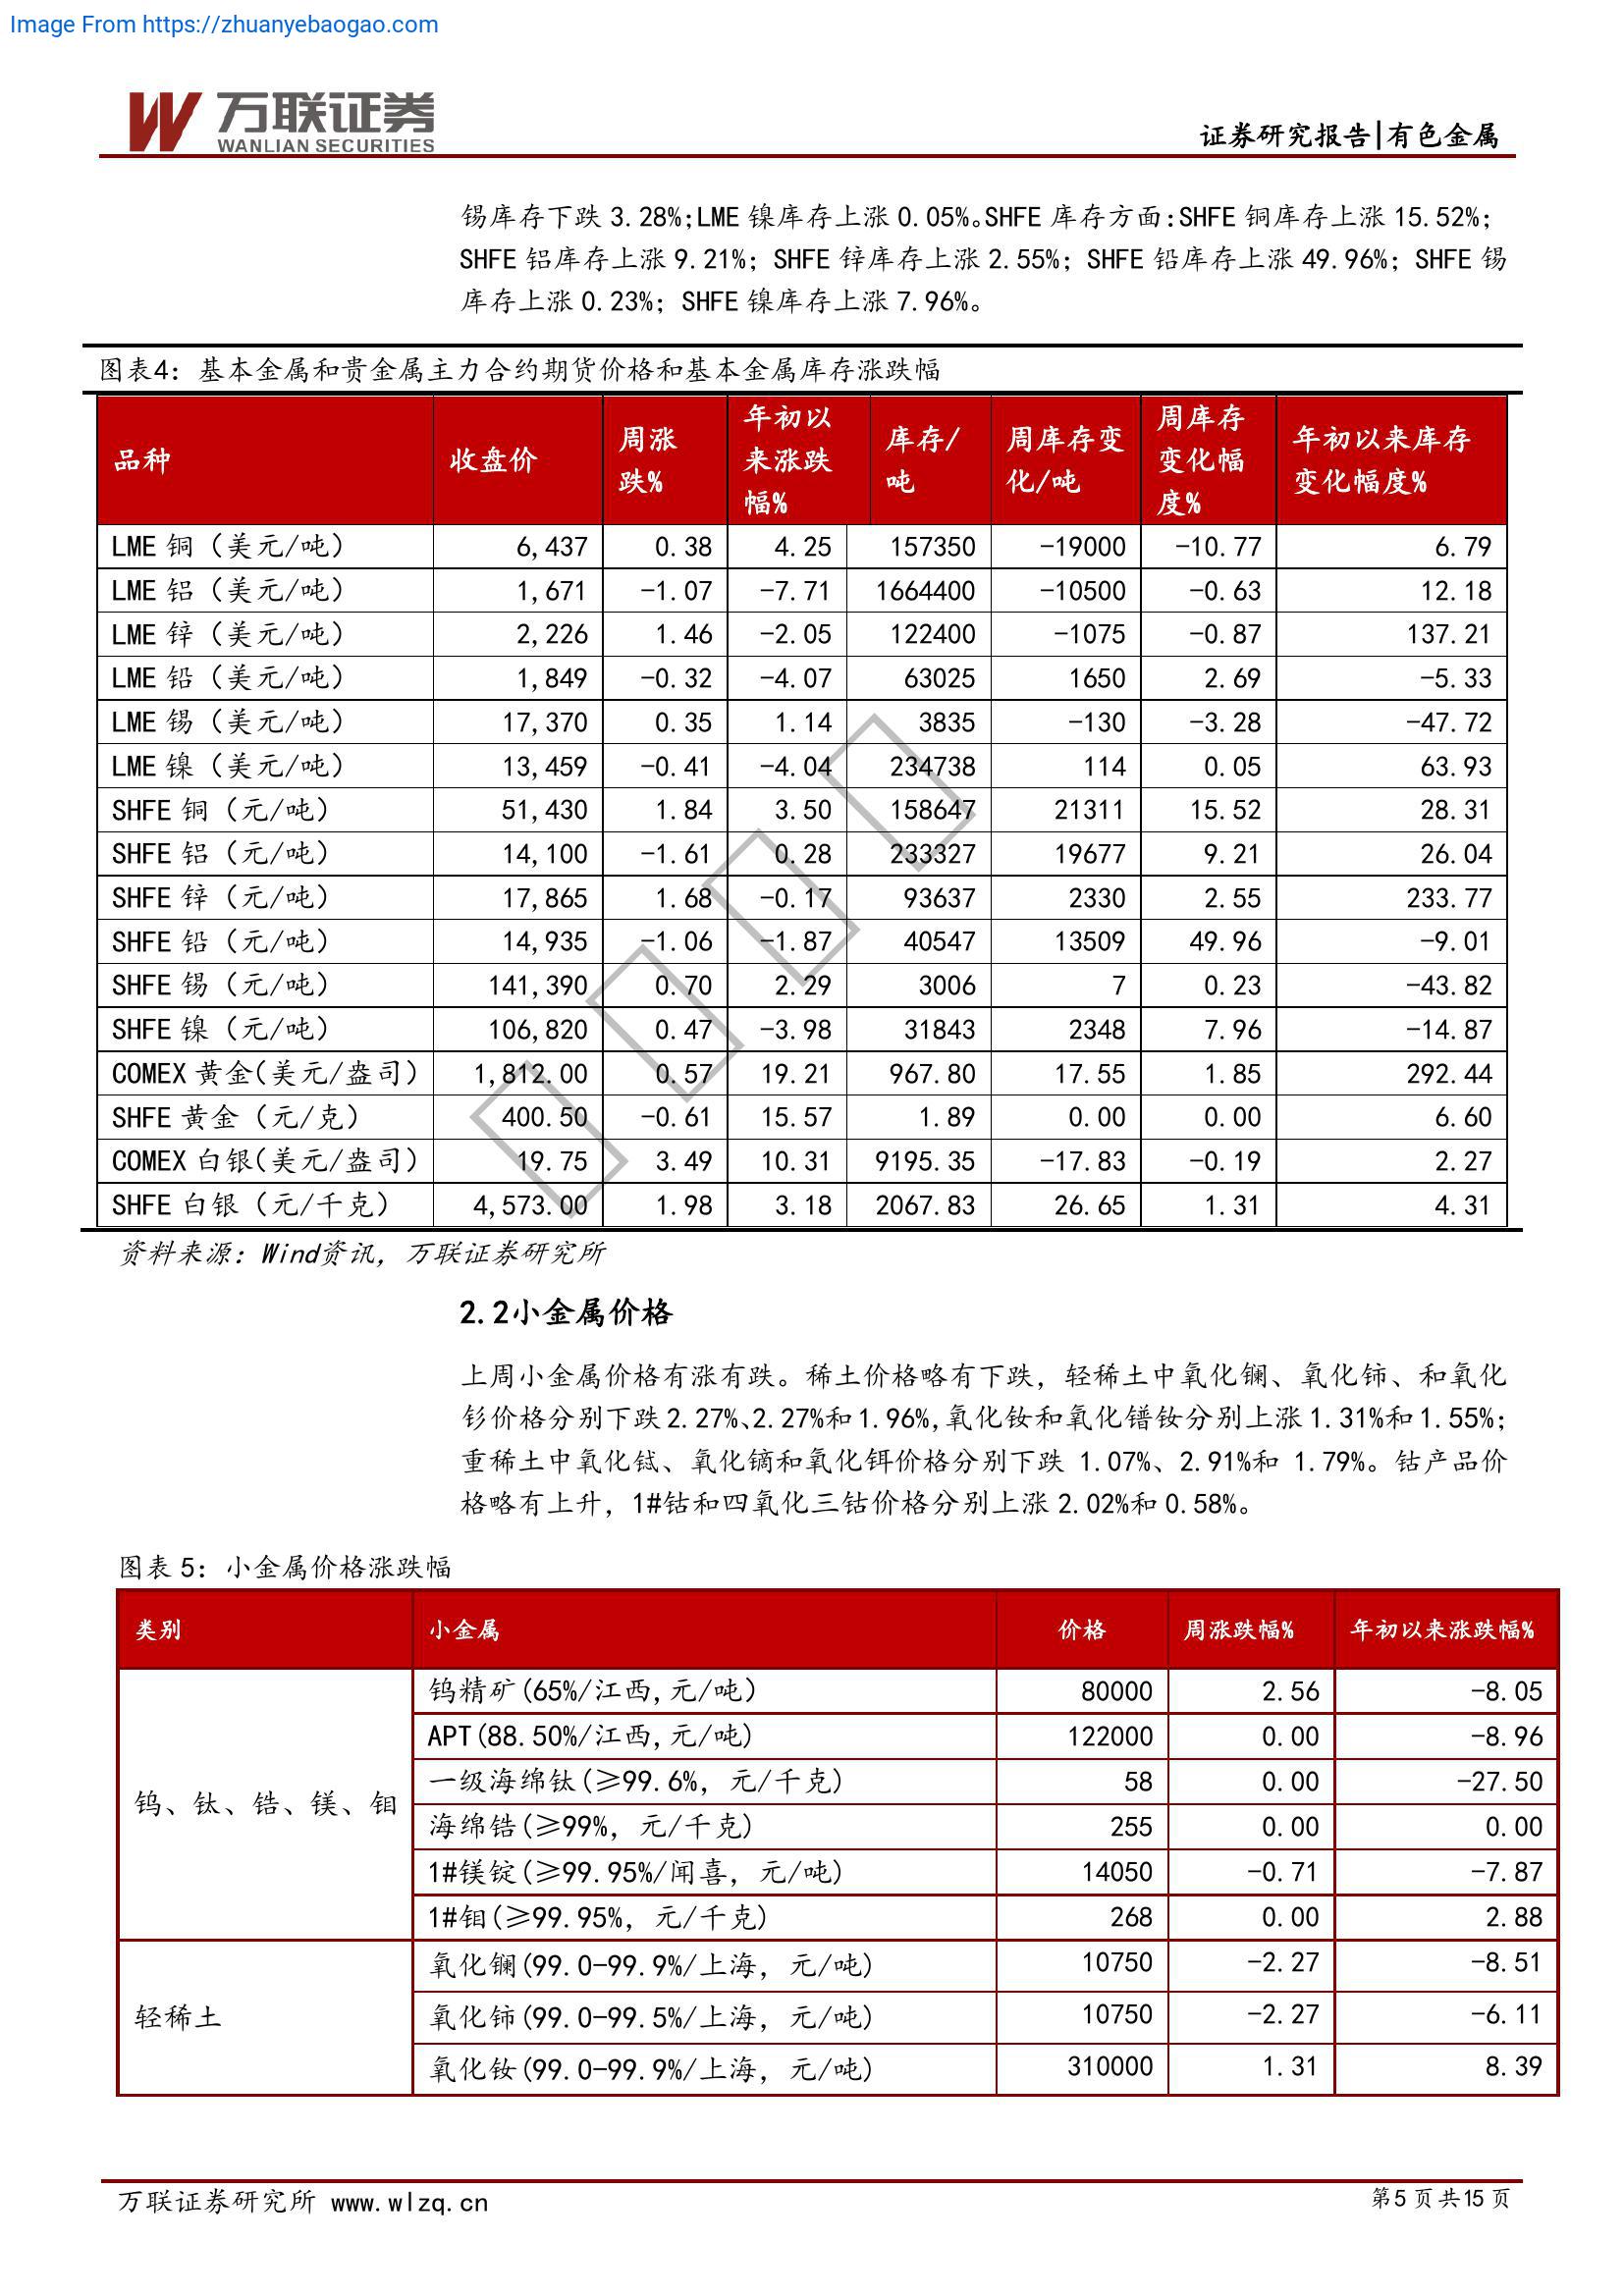 Image From https://zhuanyebaogao.com
万联证券
WANLIAN SECURITIES
证券研究报告|有色金属
锡库存下跌 3.28%;LME 镍库存上涨 0.05%。SHFE 库存方面:SHFE 铜库存上涨 15.52%;
SHFE 铝库存上涨 9.21%; SHFE 锌库存上涨 2.55%; SHFE 铅库存上涨 49.96%; SHFE 锡
库存上涨 0.23%; SHFE 镍库存上涨 7.96%。
图表4: 基本金属和贵金属主力合约期货价格和基本金属库存涨跌幅
品种 收盘价 周涨跌% 年初以来涨跌幅% 库存/吨 周库存变化/吨 周库存变化幅度% 年初以来库存变化幅度%
LME 铜 (美元/吨) 6,437 0.38 4.25 157350 -19000 -10.77 6.79
LME 铝 (美元/吨) 1,671 -1.07 -7.71 1664400 -10500 -0.63 12.18
LME 锌 (美元/吨) 2,226 1.46 -2.05 122400 -1075 -0.87 137.21
LME 铅 (美元/吨) 1,849 -0.32 -4.07 63025 1650 2.69 -5.33
LME 锡 (美元/吨) 17,370 0.35 1.14 3835 -130 -3.28 -47.72
LME 镍 (美元/吨) 13,459 -0.41 -4.04 234738 114 0.05 63.93
SHFE 铜 (元/吨) 51,430 1.84 3.50 158647 21311 15.52 28.31
SHFE 铝 (元/吨) 14,100 -1.61 0.28 233327 19677 9.21 26.04
SHFE 锌 (元/吨) 17,865 1.68 -0.17 93637 2330 2.55 233.77
SHFE 铅 (元/吨) 14,935 -1.06 -1.87 40547 13509 49.96 -9.01
SHFE 锡 (元/吨) 141,390 0.70 2.29 3006 7 0.23 -43.82
SHFE 镍 (元/吨) 106,820 0.47 -3.98 31843 2348 7.96 -14.87
COMEX 黄金(美元/盎司) 1,812.00 0.57 19.21 967.80 17.55 1.85 292.44
SHFE 黄金 (元/克) 400.50 -0.61 15.57 1.89 0.00 0.00 6.60
COMEX 白银(美元/盎司) 19.75 3.49 10.31 9195.35 -17.83 -0.19 2.27
SHFE 白银 (元/千克) 4,573.00 1.98 3.18 2067.83 26.65 1.31 4.31
资料来源: Wind资讯, 万联证券研究所
2.2小金属价格
上周小金属价格有涨有跌。稀土价格略有下跌, 轻稀土中氧化镧、氧化铈、和氧化
钐价格分别下跌2.27%、2.27%和1.96%,氧化钕和氧化镨钕分别上涨1.31%和1.55%;
重稀土中氧化铽、氧化镝和氧化铒价格分别下跌 1.07%、2.91%和 1.79%。钴产品价
格略有上升, 1#钴和四氧化三钴价格分别上涨 2.02%和0.58%。
图表 5: 小金属价格涨跌幅
类别 小金属 价格 周涨跌幅% 年初以来涨跌幅%
钨、钛、锆、镁、钼
钨精矿(65%/江西,元/吨) 80000 2.56 -8.05
APT(88.50%/江西,元/吨) 122000 0.00 -8.96
一级海绵钛(≥99.6%, 元/千克) 58 0.00 -27.50
海绵锆(≥99%, 元/千克) 255 0.00 0.00
1#镁锭(≥99.95%/闻喜, 元/吨) 14050 -0.71 -7.87
1#钼(≥99.95%, 元/千克) 268 0.00 2.88
轻稀土
氧化镧(99.0-99.9%/上海, 元/吨) 10750 -2.27 -8.51
氧化铈(99.0-99.5%/上海, 元/吨) 10750 -2.27 -6.11
氧化钕(99.0-99.9%/上海, 元/吨) 310000 1.31 8.39
万联证券研究所 www.wlzq.cn
第5 页 共15 页